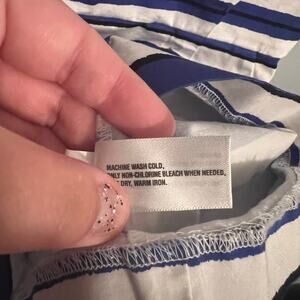 MACHINE WASH COLD,
ONLY NON-CHLORINE BLEACH WHEN NEEDED,
DRY, WARM IRON.